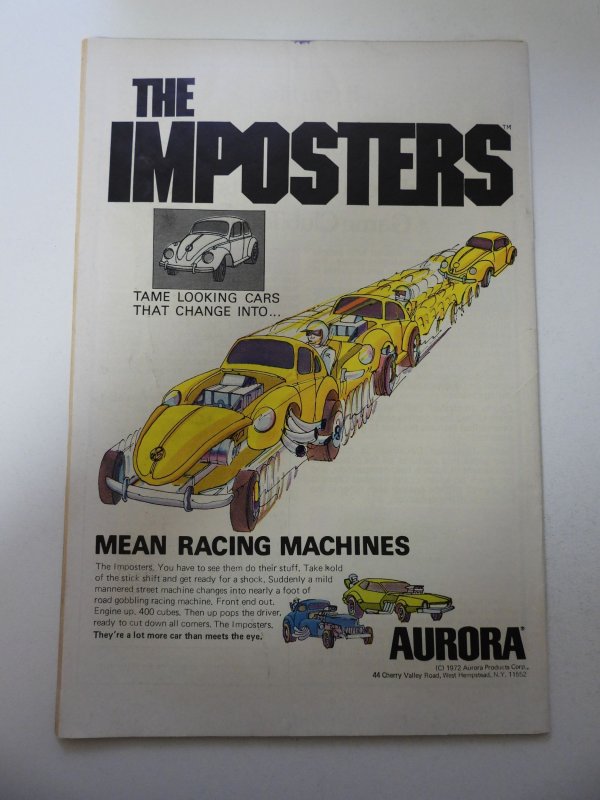 THE
IMPOSTERS™
TAME LOOKING CARS
THAT CHANGE INTO...
MEAN RACING MACHINES
The Imposters. You have to see them do their stuff. Take hold
of the stick shift and get ready for a shock. Suddenly a mild
mannered street machine changes into nearly a foot of
road gobbling racing machine. Front end out.
Engine up. 400 cubes. Then up pops the driver,
ready to cut down all corners. The Imposters.
They're a lot more car than meets the eye.
AURORA®
(C) 1972 Aurora Products Corp.,
44 Cherry Valley Road, West Hempstead, N.Y. 11552